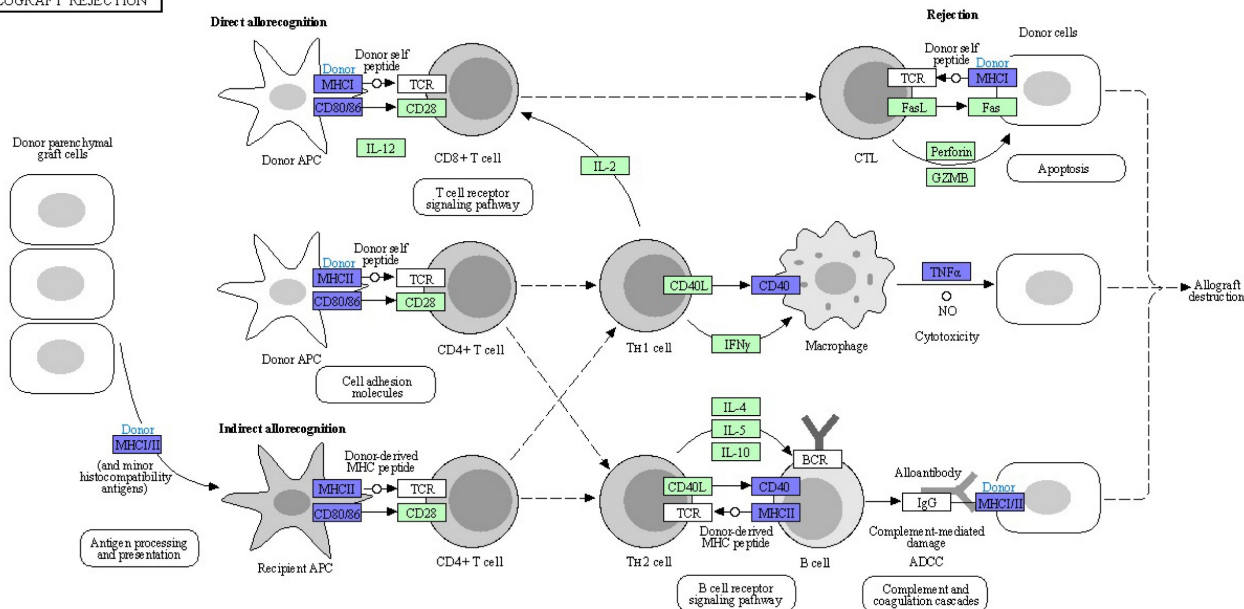 ALLOGRAFT REJECTION
Direct allorecognition
Rejection
Donor cells
Donor
Donor self
peptide
MHCI
TCR
CD80/86
CD28
Donor APC
IL-12
CD8+ T cell
T cell receptor
signaling pathway
IL-2
Donor self
peptide
Donor
TCR
MHCI
FasL
Fas
CTL
Perforin
GZMB
Apoptosis
Donor parenchymal
graft cells
Donor
Donor self
peptide
MHCII
TCR
CD80/86
CD28
Donor APC
CD4+ T cell
Cell adhesion
molecules
CD40L
CD40
TH1 cell
IFNγ
Macrophage
TNFα
NO
Cytotoxicity
Allograft
destruction
Donor
MHCI/II
(and minor
histocompatibility
antigens)
Antigen processing
and presentation
Indirect allorecognition
Donor-derived
MHC peptide
MHCII
TCR
CD80/86
CD28
Recipient APC
CD4+ T cell
IL-4
IL-5
IL-10
BCR
CD40L
CD40
TCR
MHCII
Donor-derived
MHC peptide
TH2 cell
B cell
B cell receptor
signaling pathway
Alloantibody
IgG
Donor
MHCI/II
Complement-mediated
damage
ADCC
Complement and
coagulation cascades